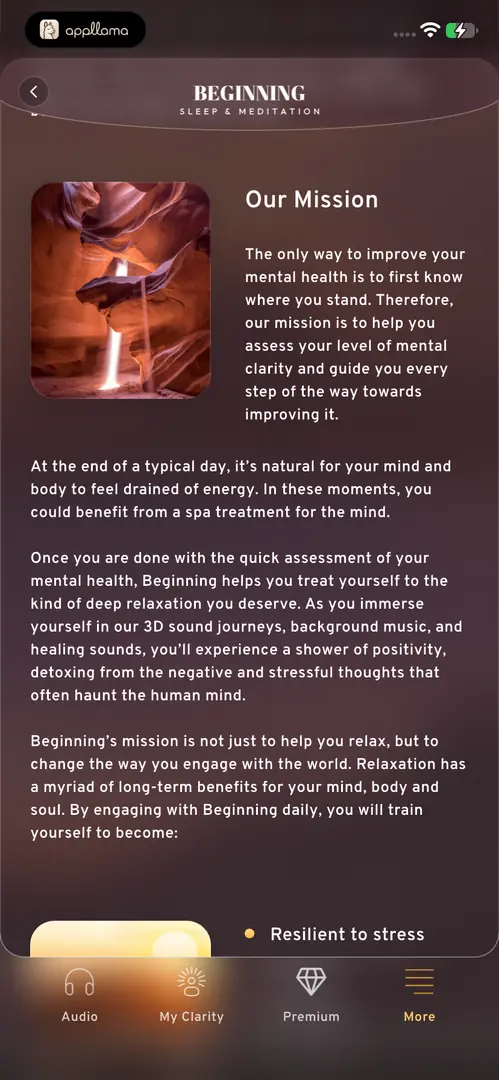 appllama
BEGINNING
SLEEP & MEDITATION
Our Mission
The only way to improve your
mental health is to first know
where you stand. Therefore,
our mission is to help you
assess your level of mental
clarity and guide you every
step of the way towards
improving it.
At the end of a typical day, it’s natural for your mind and
body to feel drained of energy. In these moments, you
could benefit from a spa treatment for the mind.
Once you are done with the quick assessment of your
mental health, Beginning helps you treat yourself to the
kind of deep relaxation you deserve. As you immerse
yourself in our 3D sound journeys, background music, and
healing sounds, you’ll experience a shower of positivity,
detoxing from the negative and stressful thoughts that
often haunt the human mind.
Beginning’s mission is not just to help you relax, but to
change the way you engage with the world. Relaxation has
a myriad of long-term benefits for your mind, body and
soul. By engaging with Beginning daily, you will train
yourself to become:
Resilient to stress
Audio
My Clarity
Premium
More